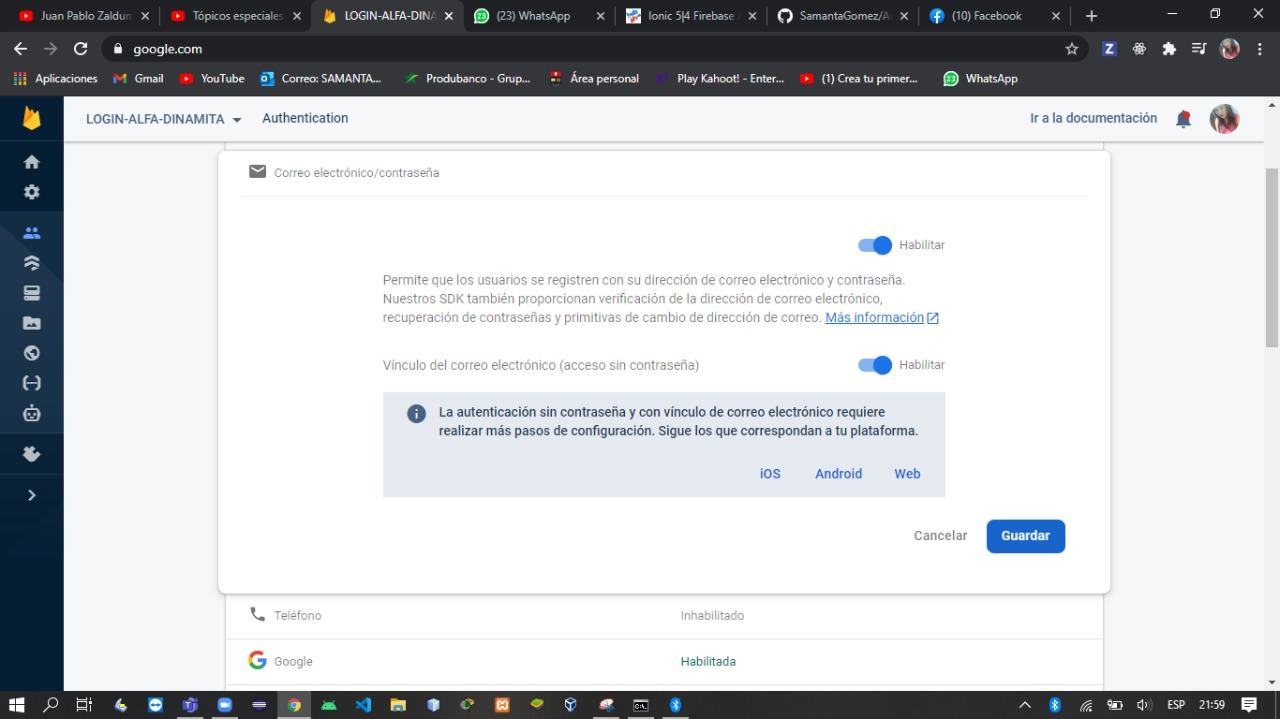 Juan Pablo Zaldum
Tópicos especiales
LOGIN-ALFA-DINA
(23) WhatsApp
Ionic 5|4 Firebase
SamantaGomez/A
(10) Facebook
google.com
Aplicaciones
Gmail
YouTube
Correo: SAMANTA...
Produbanco - Grup...
Área personal
Play Kahoot! - Enter...
(1) Crea tu primer...
WhatsApp
LOGIN-ALFA-DINAMITA
Authentication
Ir a la documentación
Correo electrónico/contraseña
Habilitar
Permite que los usuarios se registren con su dirección de correo electrónico y contraseña.
Nuestros SDK también proporcionan verificación de la dirección de correo electrónico,
recuperación de contraseñas y primitivas de cambio de dirección de correo. Más información
Vínculo del correo electrónico (acceso sin contraseña)
Habilitar
La autenticación sin contraseña y con vínculo de correo electrónico requiere
realizar más pasos de configuración. Sigue los que correspondan a tu plataforma.
iOS
Android
Web
Cancelar
Guardar
Teléfono
Inhabilitado
Google
Habilitada
ESP
21:59